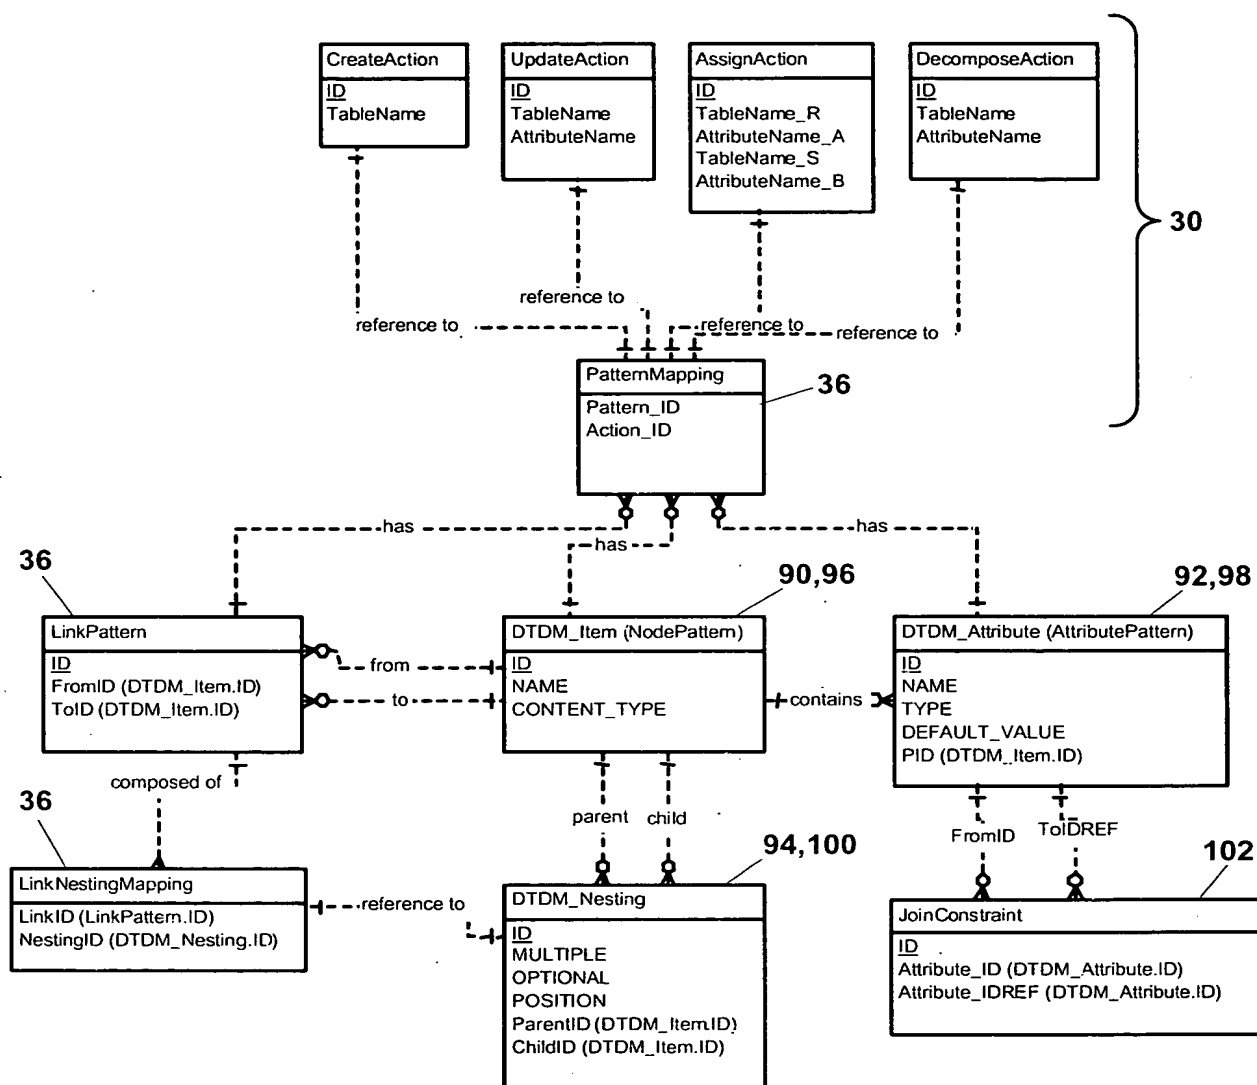 CreateAction
ID
TableName
UpdateAction
ID
TableName
AttributeName
AssignAction
ID
TableName_R
AttributeName_A
TableName_S
AttributeName_B
DecomposeAction
ID
TableName
AttributeName
30
reference to
reference to
reference to
reference to
PatternMapping
Pattern_ID
Action_ID
36
has
has
has
36
LinkPattern
ID
FromID (DTDM_Item.ID)
ToID (DTDM_Item.ID)
from
to
90,96
DTDM_Item (NodePattern)
ID
NAME
CONTENT_TYPE
contains
92,98
DTDM_Attribute (AttributePattern)
ID
NAME
TYPE
DEFAULT_VALUE
PID (DTDM_Item.ID)
composed of
36
LinkNestingMapping
LinkID (LinkPattern.ID)
NestingID (DTDM_Nesting.ID)
reference to
parent
child
94,100
DTDM_Nesting
ID
MULTIPLE
OPTIONAL
POSITION
ParentID (DTDM_Item.ID)
ChildID (DTDM_Item.ID)
FromID
ToIDREF
102
JoinConstraint
ID
Attribute_ID (DTDM_Attribute.ID)
Attribute_IDREF (DTDM_Attribute.ID)